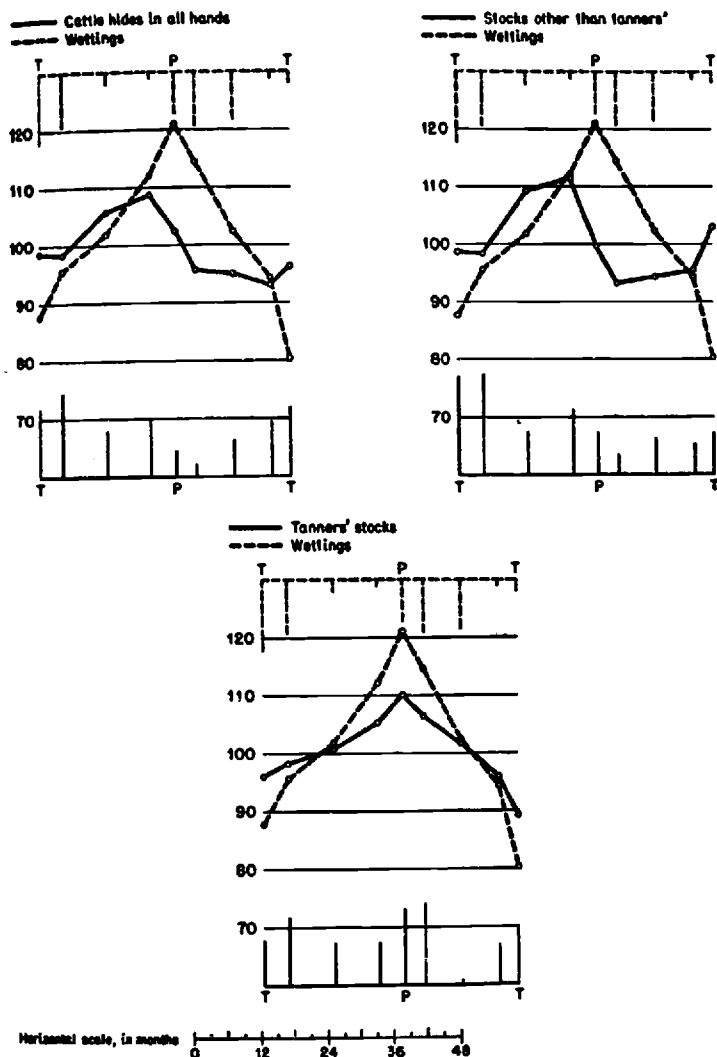 Cattle hides in all hands
Wettings
T P T
120
110
100
90
80
70
T P T
Stocks other than tanners'
Wettings
T P T
120
110
100
90
80
70
T P T
Tanners' stocks
Wettings
T P T
120
110
100
90
80
70
T P T
Horizontal scale, in months
0 12 24 36 48